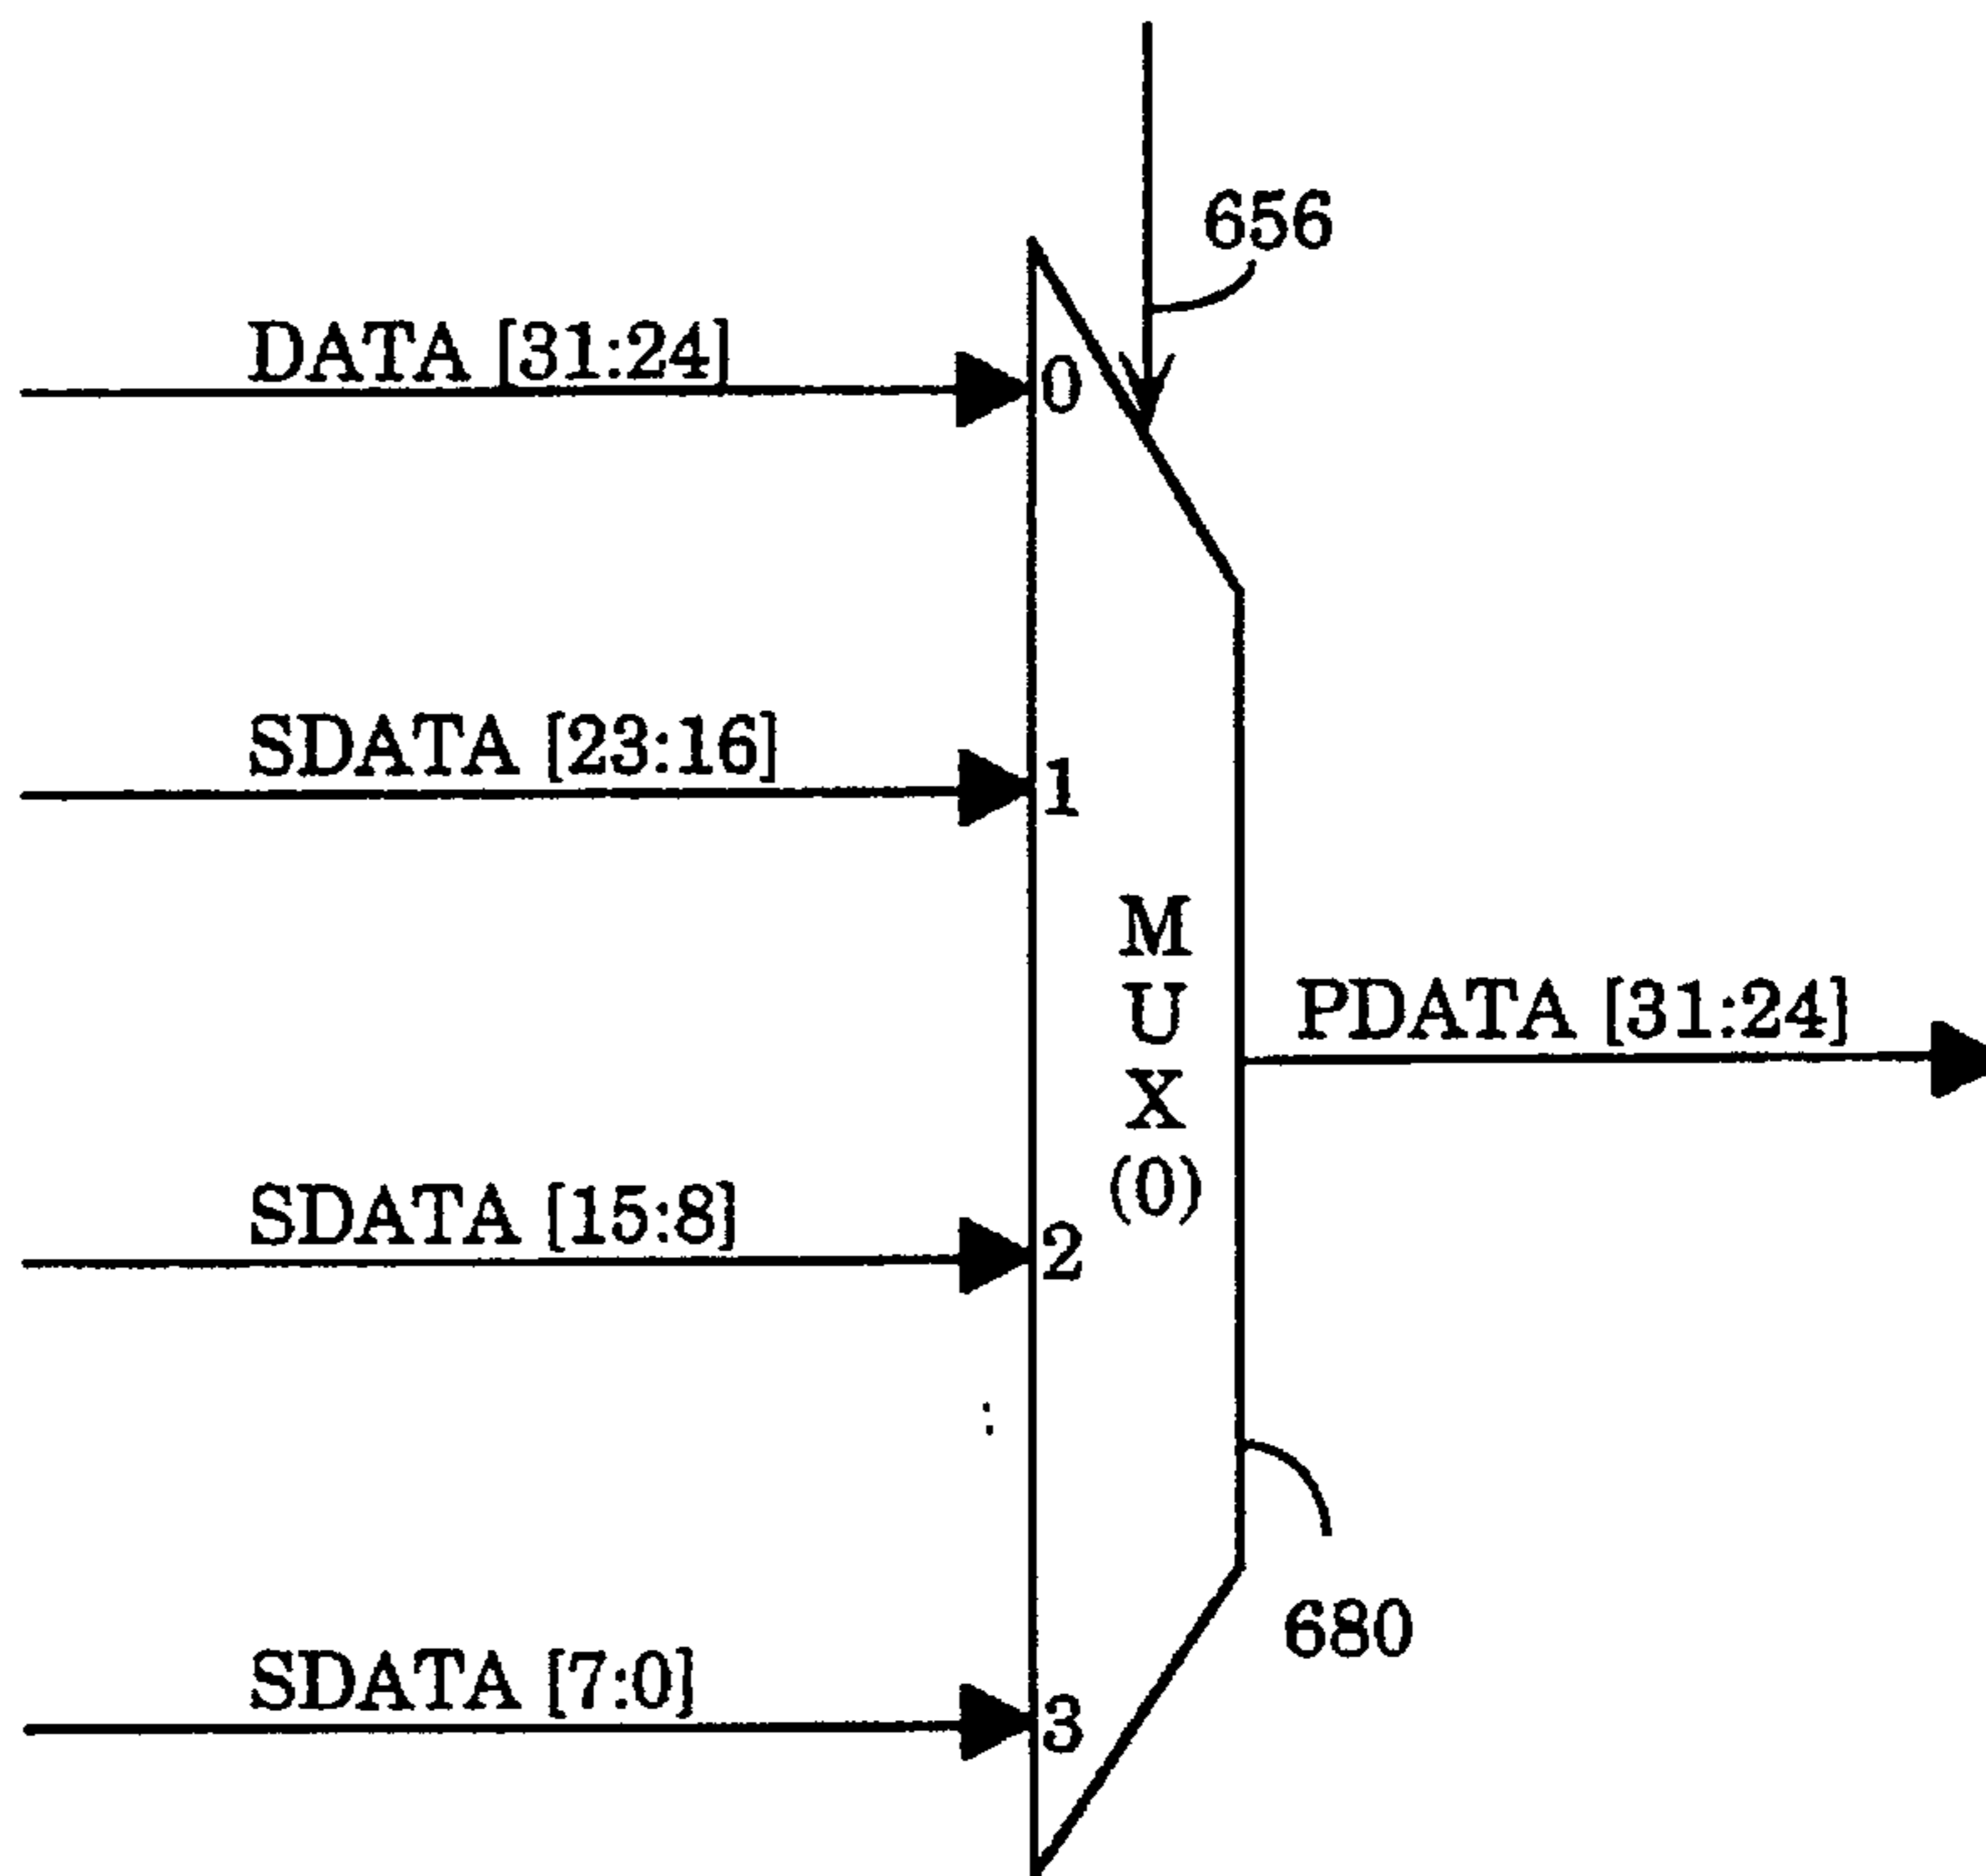 656
DATA [31:24]
0
SDATA [23:16]
1
M
U
X
(0)
PDATA [31:24]
SDATA [15:8]
2
680
SDATA [7:0]
3